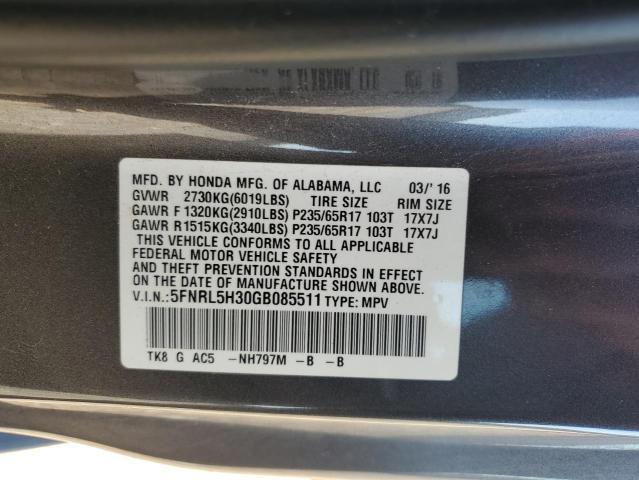 MFD. BY HONDA MFG. OF ALABAMA, LLC 03/'16
GVWR 2730KG(6019LBS) TIRE SIZE RIM SIZE
GAWR F 1320KG(2910LBS) P235/65R17 103T 17X7J
GAWR R1515KG(3340LBS) P235/65R17 103T 17X7J
THIS VEHICLE CONFORMS TO ALL APPLICABLE
FEDERAL MOTOR VEHICLE SAFETY
AND THEFT PREVENTION STANDARDS IN EFFECT
ON THE DATE OF MANUFACTURE SHOWN ABOVE.
V.I.N.:5FNRL5H30GB085511 TYPE: MPV
TK8 G AC5 -NH797M -B -B